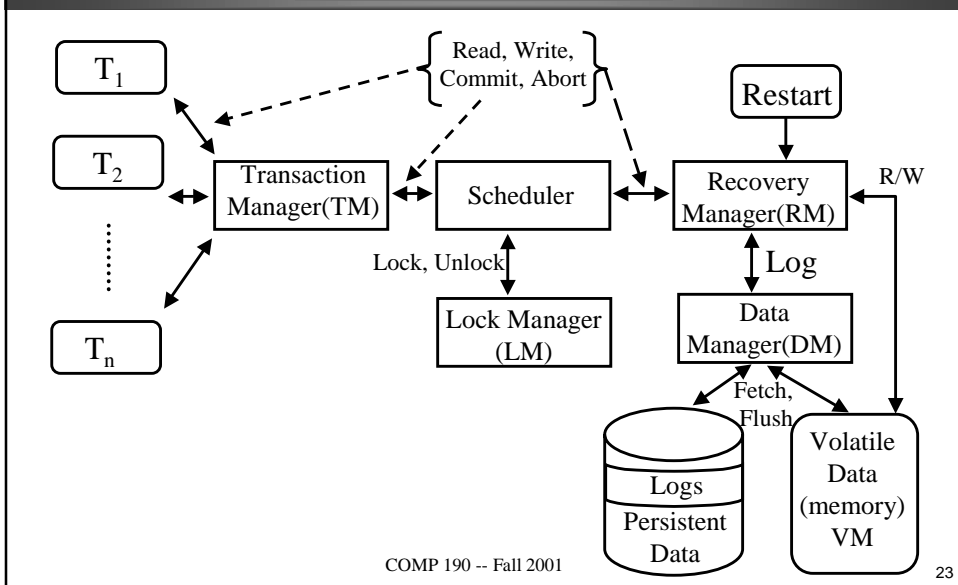 T1
Read, Write,
Commit, Abort
Restart
T2
Transaction
Manager(TM)
Scheduler
Recovery
Manager(RM)
R/W
Lock, Unlock
Log
Lock Manager
(LM)
Data
Manager(DM)
Tn
Fetch,
Flush
Logs
Persistent
Data
Volatile
Data
(memory)
VM
COMP 190 -- Fall 2001
23